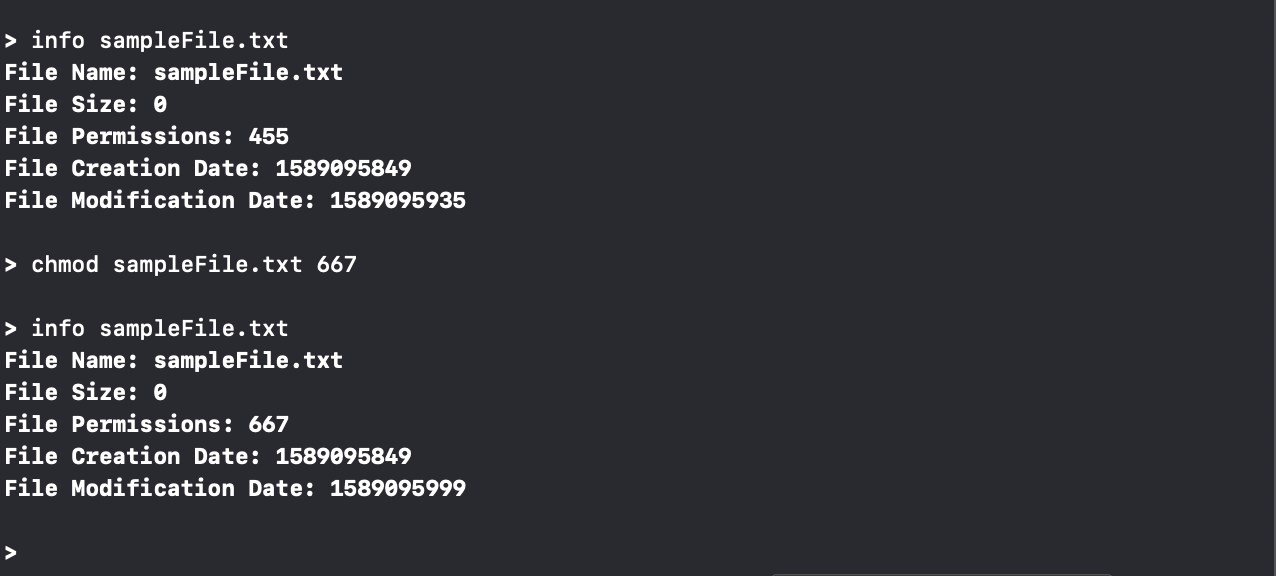 > info sampleFile.txt
File Name: sampleFile.txt
File Size: 0
File Permissions: 455
File Creation Date: 1589095849
File Modification Date: 1589095935
> chmod sampleFile.txt 667
> info sampleFile.txt
File Name: sampleFile.txt
File Size: 0
File Permissions: 667
File Creation Date: 1589095849
File Modification Date: 1589095999
>